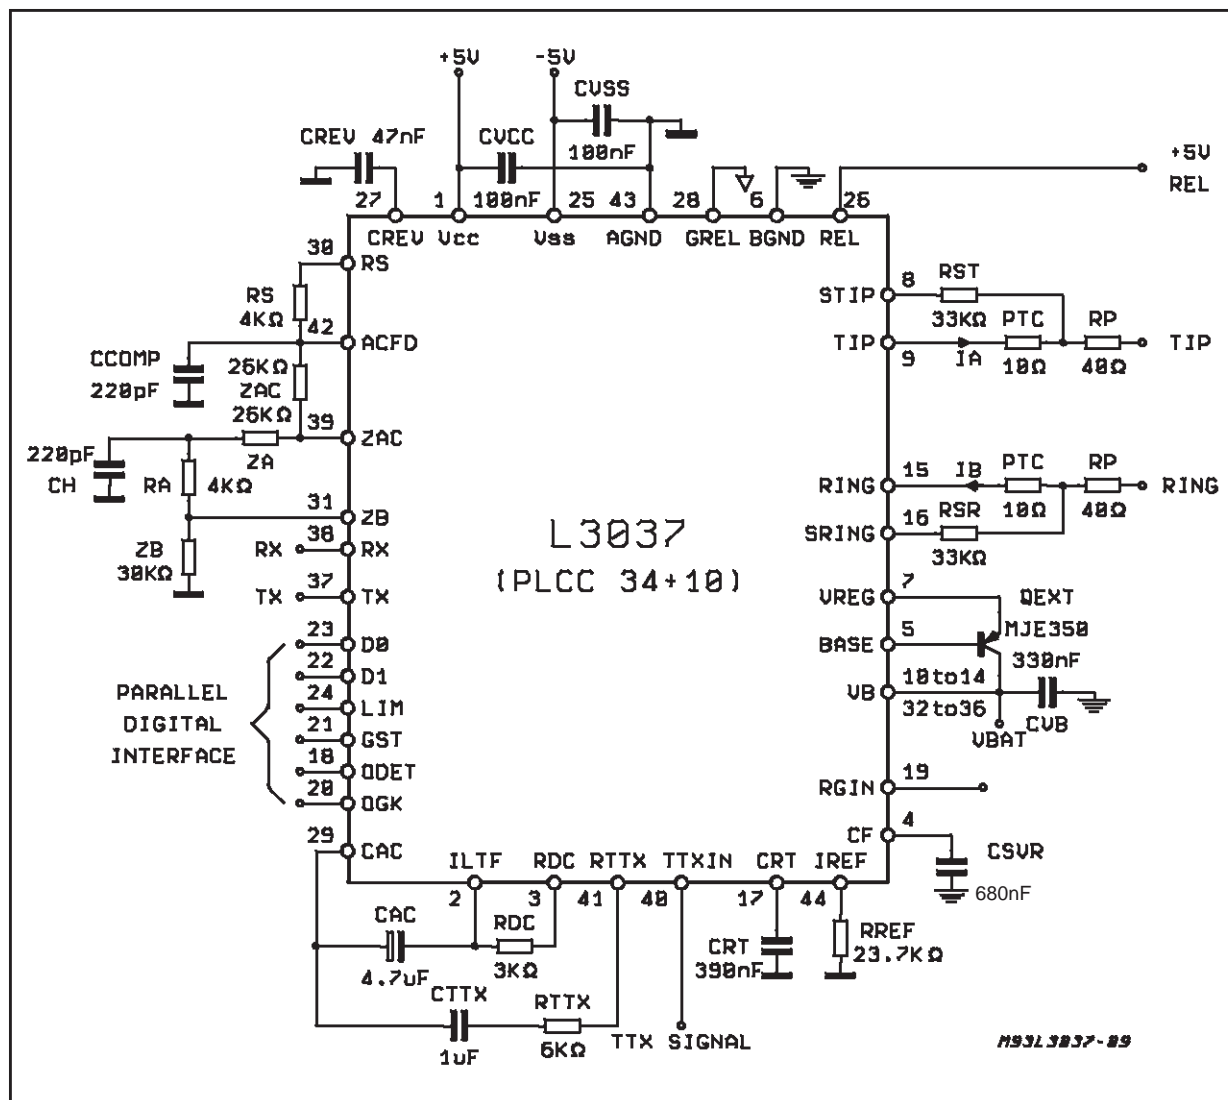 +5V -5V
CVSS
CREV 47nF CVCC 100nF
+5V
REL
27 1 100nF 25 43 28 6 26
CREV Vcc Vss AGND GREL BGND REL
30 RS
RS
4KΩ
42 ACFD
CCOMP
220pF
25KΩ
ZAC
25KΩ
39 ZAC
220pF
CH
ZA
RA 4KΩ
31 ZB
38
RX RX
ZB
30KΩ
37
TX TX
23 D0
22 D1
24 LIM
21 GST
18 ODET
20 OGK
PARALLEL
DIGITAL
INTERFACE
29 CAC
L3037
(PLCC 34+10)
STIP 8 RST
33KΩ PTC RP
TIP 9 IA 10Ω 40Ω TIP
RING 15 IB PTC RP RING
10Ω 40Ω
SRING 16 RSR
33KΩ
VREG 7 QEXT
BASE 5 MJE350
330nF
VB 10to14
32to36 CVB
VBAT
RGIN 19
CF 4
CSVR
680nF
ILTF RDC RTTX TTXIN CRT IREF
2 3 41 40 17 44
CAC RDC
4.7uF 3KΩ
CRT
390nF
RREF
23.7KΩ
CTTX RTTX
1uF 5KΩ
TTX SIGNAL
M93L3037-09